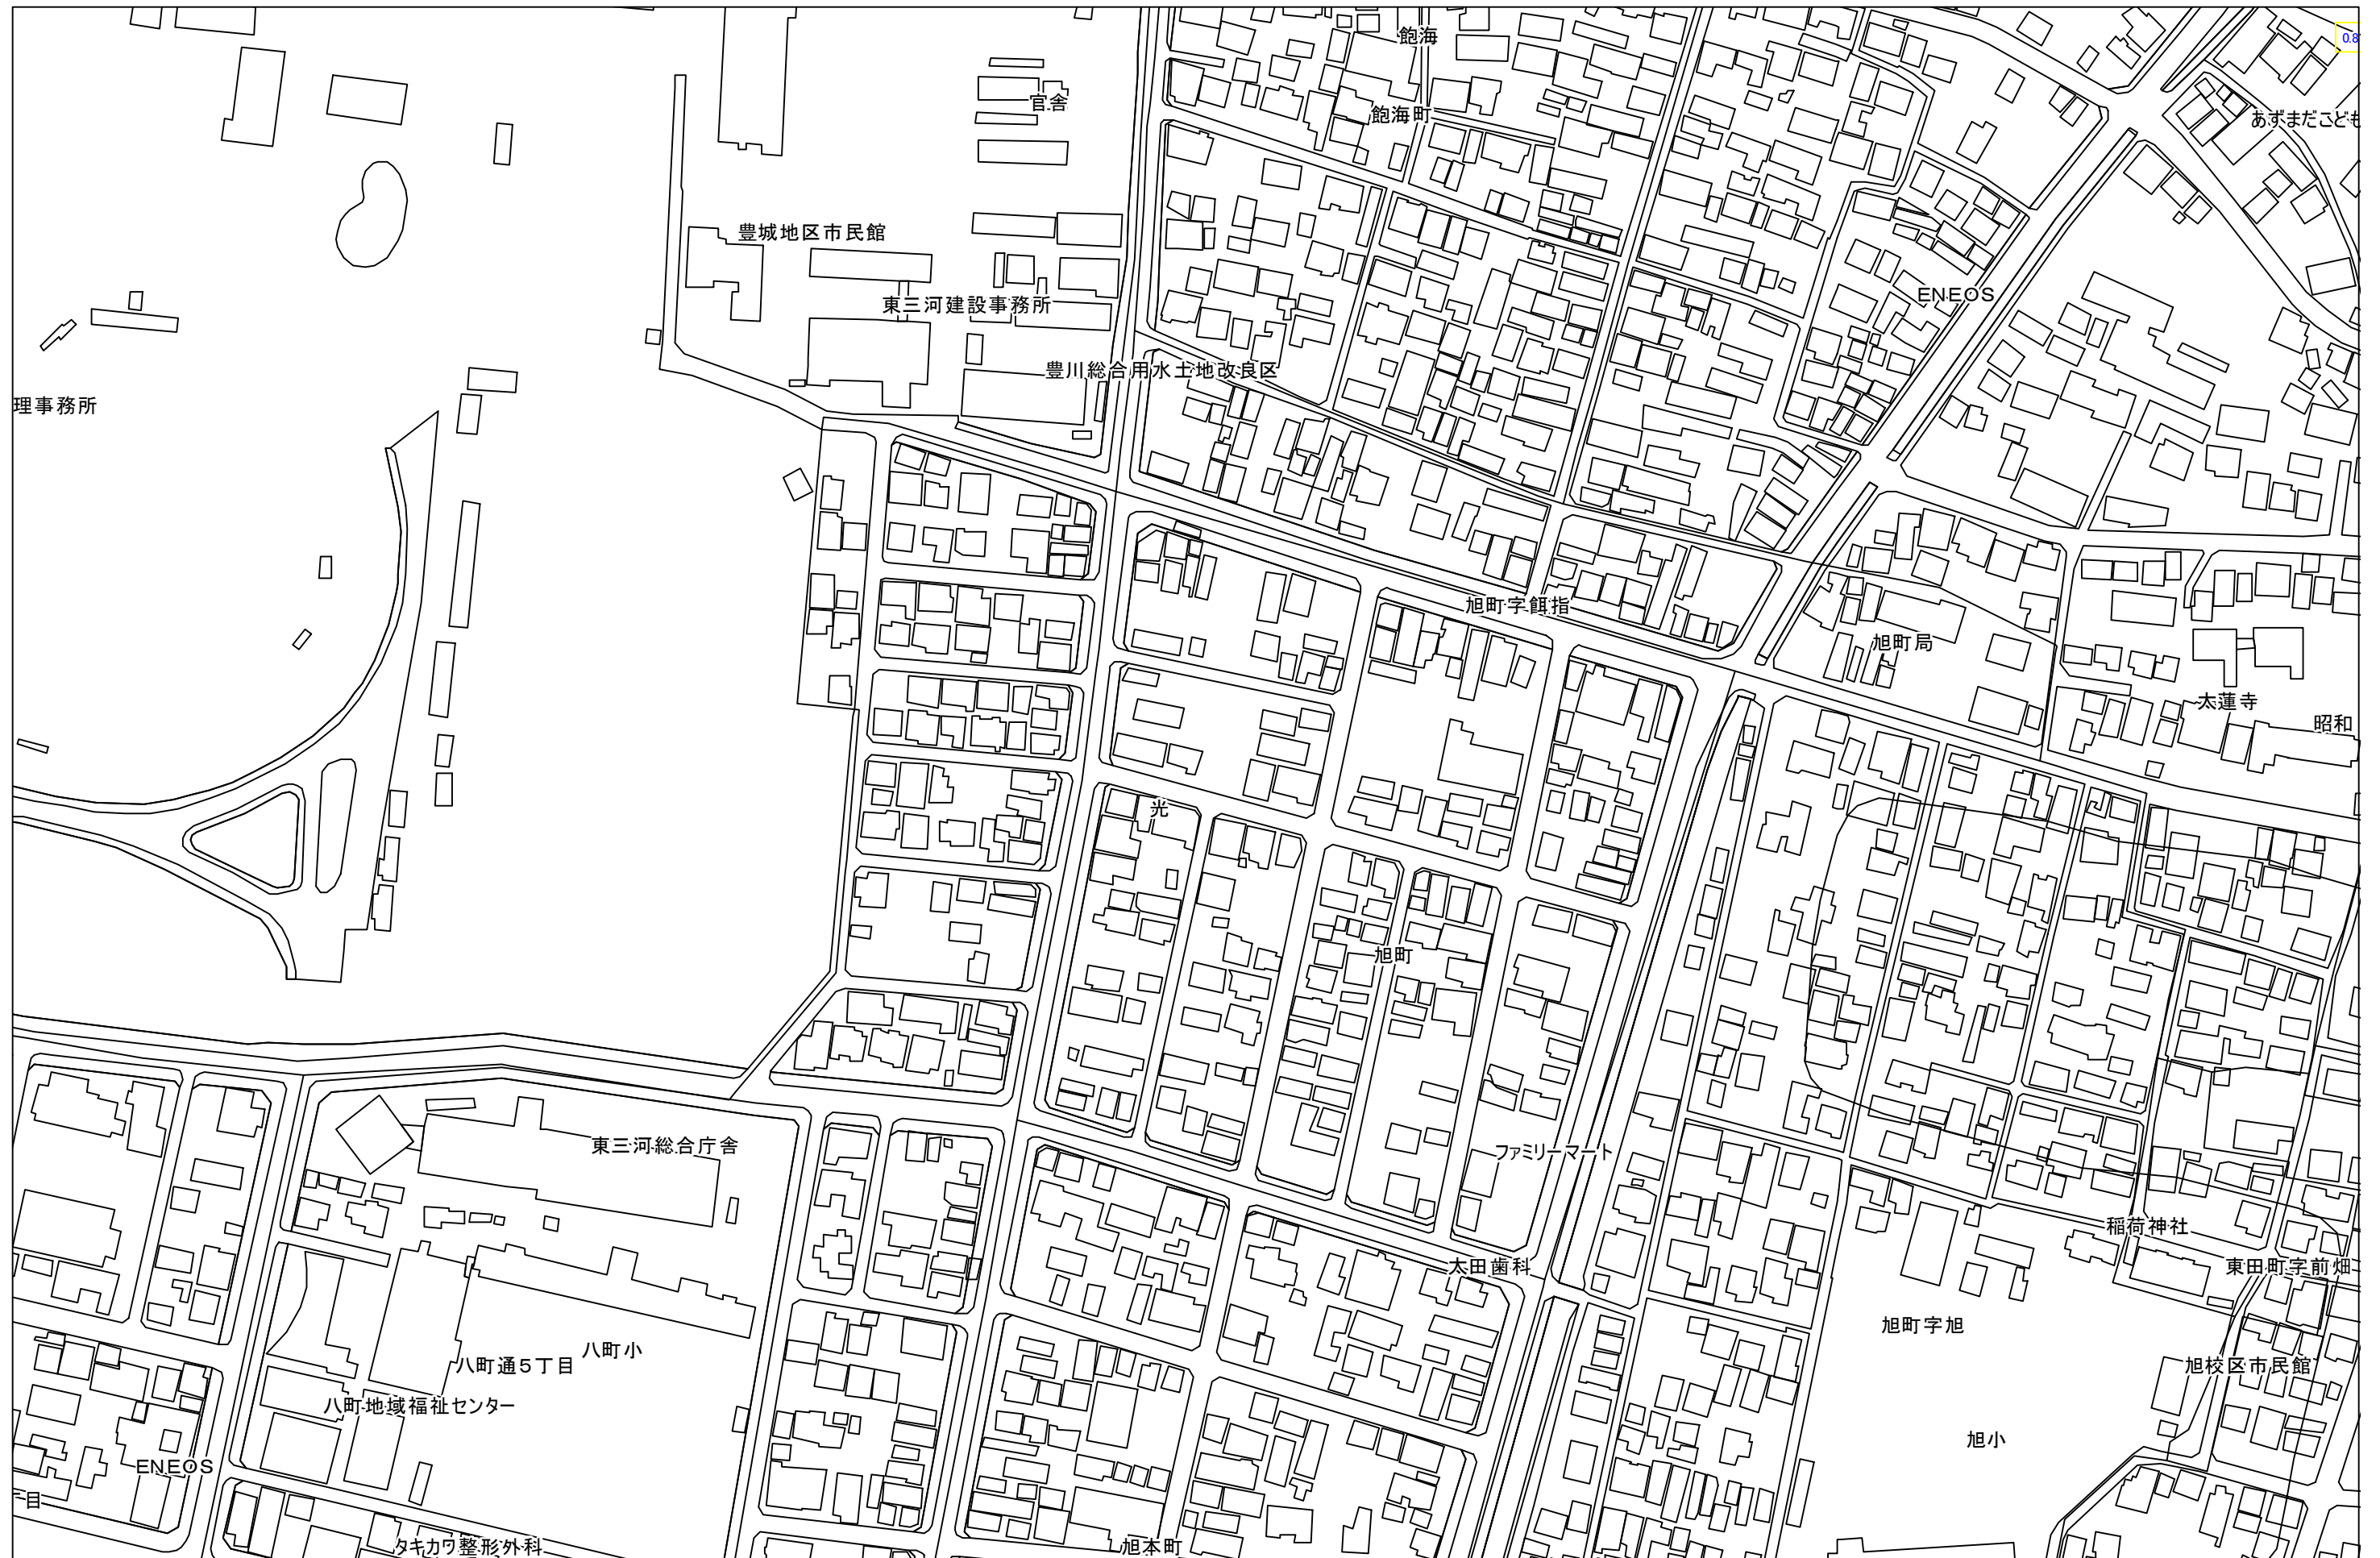 飽海
0.8
官舎
飽海町
あずまだこども
豊城地区市民館
ENEOS
東三河建設事務所
豊川総合用水土地改良区
理事務所
旭町字餌指
旭町局
太蓮寺
昭和
光
旭町
東三河総合庁舎
ファミリーマート
稲荷神社
太田歯科
東田町字前畑
旭町字旭
八町小
八町通5丁目
旭校区市民館
八町地域福祉センター
旭小
ENEOS
目
タキカワ整形外科
旭本町